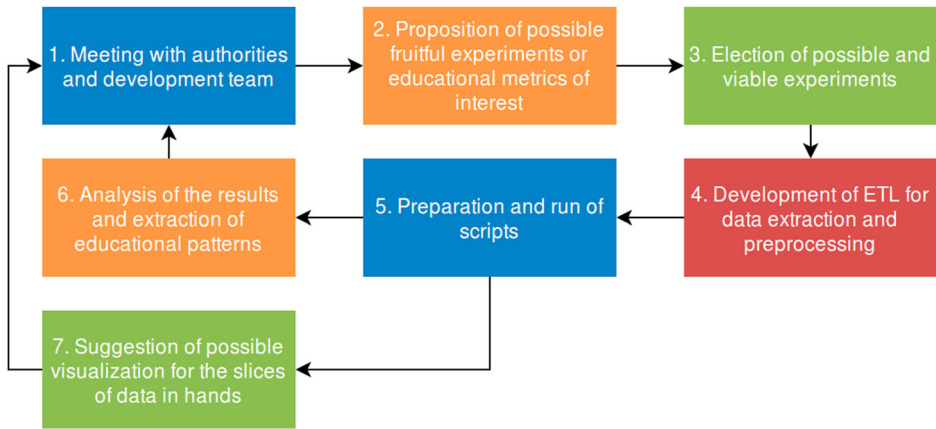 1. Meeting with authorities
and development team
2. Proposition of possible
fruitful experiments or
educational metrics of
interest
3. Election of possible and
viable experiments
4. Development of ETL for
data extraction and
preprocessing
5. Preparation and run of
scripts
6. Analysis of the results
and extraction of
educational patterns
7. Suggestion of possible
visualization for the slices
of data in hands